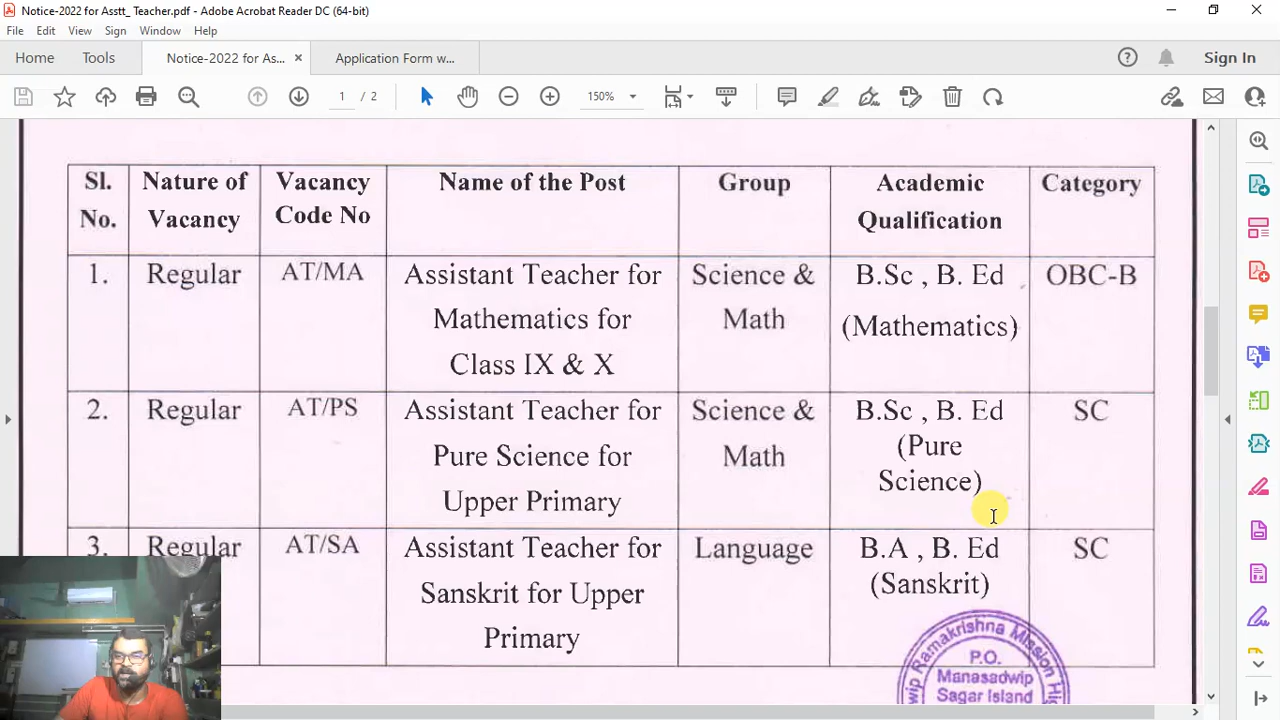 Notice-2022 for Asstt_ Teacher.pdf - Adobe Acrobat Reader DC (64-bit)
File Edit View Sign Window Help
Home Tools Notice-2022 for As... × Application Form w... Sign In
1 / 2 150%
Sl. No. Nature of Vacancy Vacancy Code No Name of the Post Group Academic Qualification Category
1. Regular AT/MA Assistant Teacher for Science & B.Sc , B. Ed OBC-B
Mathematics for Math (Mathematics)
Class IX & X
2. Regular AT/PS Assistant Teacher for Science & B.Sc , B. Ed SC
Pure Science for Math (Pure
Upper Primary Science)
3. Regular AT/SA Assistant Teacher for Language B.A , B. Ed SC
Sanskrit for Upper (Sanskrit)
Primary
Ramakrishna Mission
P.O.
Manasadwip
Sagar Island